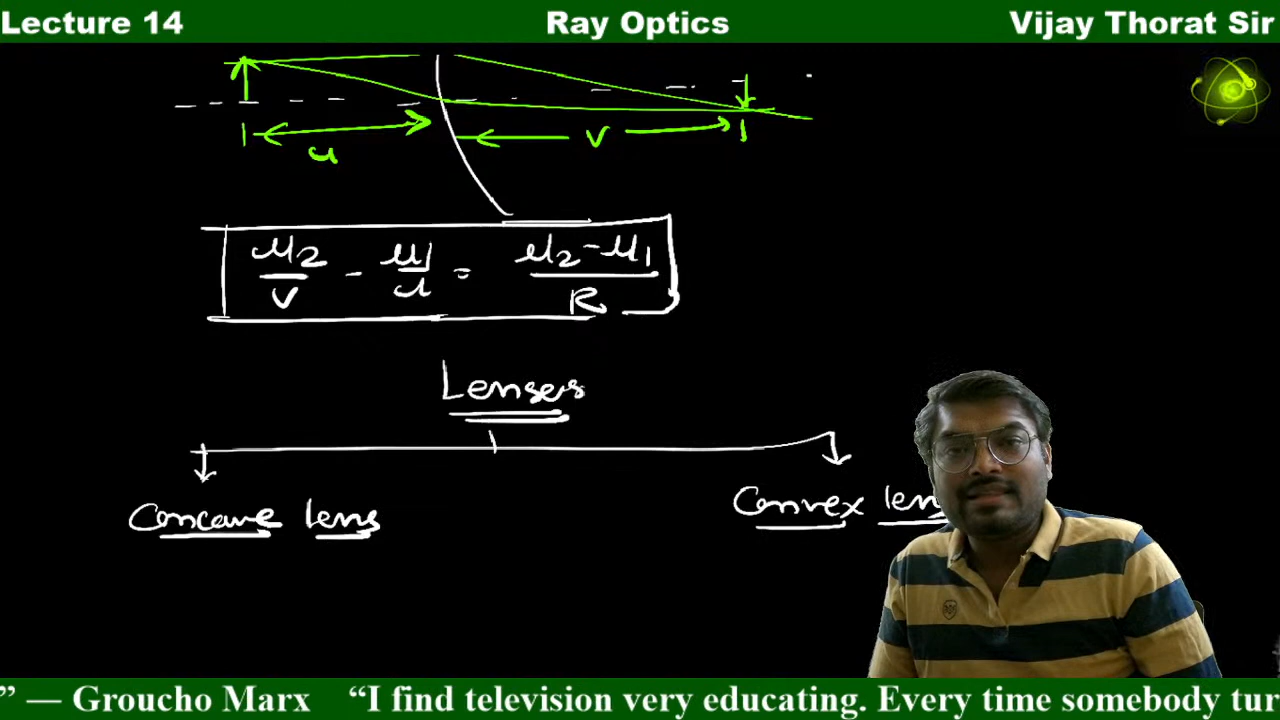 Lecture 14 Ray Optics Vijay Thorat Sir
u v
μ2/v - μ1/u = μ2-μ1/R
Lenses
Concave lens Convex lens
” — Groucho Marx “I find television very educating. Every time somebody tur